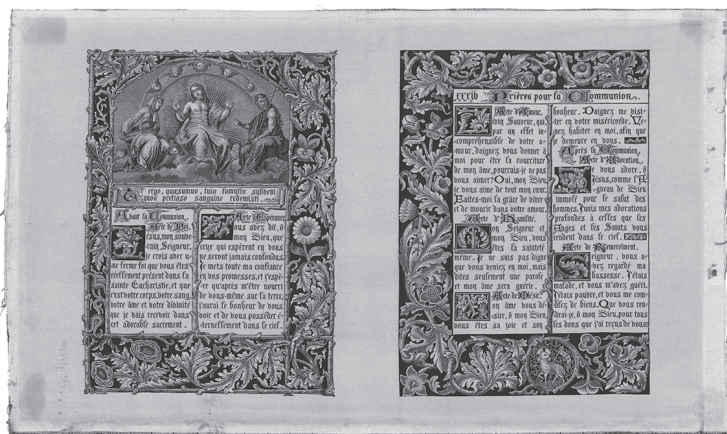 Te ergo, quæsumus, tuis famulis subveni
quos pretioso sanguine redemisti.
Avant la Communion.
Acte de Foi.
Jésus, mon souve-
rain Seigneur,
je crois avec u-
ne ferme foi que vous êtes
réellement présent dans la
sainte Eucharistie, et que
c'est votre corps, votre sang,
votre âme et votre divinité
que je vais recevoir dans
cet adorable sacrement.
Acte d'Espérance.
Vous avez dit, ô
mon Dieu, que
ceux qui espèrent en vous
ne seront jamais confondus.
Je mets toute ma confiance
en vos promesses, et j'espè-
re qu'après m'être nourri
de vous-même sur la terre,
j'aurai le bonheur de vous
voir et de vous posséder é-
ternellement dans le ciel.
xxxiv Prières pour la Communion.
Acte d'Amour.
Divin Sauveur, qui,
par un effet in-
compréhensible de votre a-
mour, daignez vous donner à
moi pour être la nourriture
de mon âme, pourrais-je ne pas
vous aimer? Oui, mon Dieu,
je vous aime de tout mon cœur.
Faites-moi la grâce de vivre
et de mourir dans votre amour.
Acte d'Humilité.
Mon Seigneur et
mon Dieu, vous
êtes la sainteté
même. Je ne suis pas digne
que vous veniez en moi, mais
dites seulement une parole
et mon âme sera guérie.
Acte de Désir.
Mon âme vous dé-
sire, ô mon Dieu,
vous êtes sa joie et son
bonheur. Daignez me visi-
ter en votre miséricorde. Ve-
nez habiter en moi, afin que
je demeure en vous.
Après la Communion.
Acte d'Adoration.
Je vous adore, ô
Jésus, comme l'A-
gneau de Dieu
immolé pour le salut des
hommes. J'unis mes adorations
profondes à celles que les
Anges et les Saints vous
rendent dans le ciel.
Acte de Remerciement.
Seigneur, vous a-
vez regardé ma
bassesse. J'étais
malade, et vous m'avez guéri.
J'étais pauvre, et vous me com-
blez de biens. Que vous ren-
drai-je, ô mon Dieu, pour tous
les dons que j'ai reçus de vous?